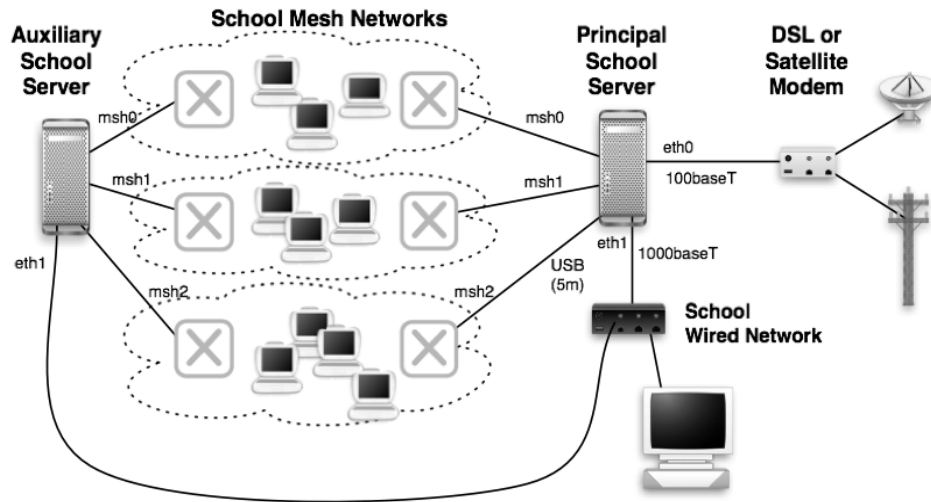 School Mesh Networks
Auxiliary
School
Server
Principal
School
Server
DSL or
Satellite
Modem
msh0
msh0
eth0
100baseT
msh1
msh1
eth1
1000baseT
USB
(5m)
eth1
msh2
msh2
School
Wired Network